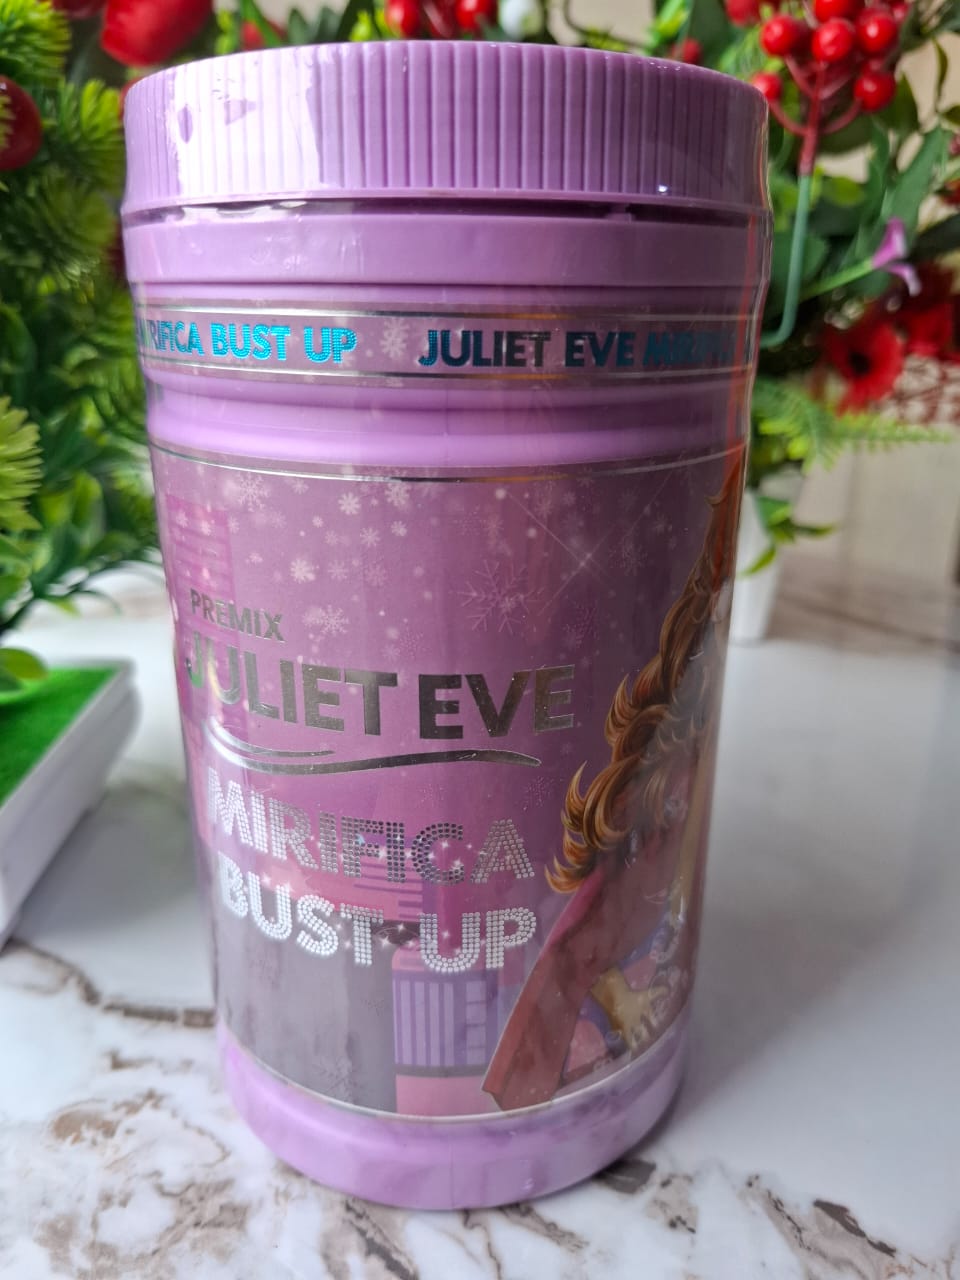 MIRIFICA BUST UP JULIET EVE
PREMIX
JULIET EVE
MIRIFICA
BUST UP